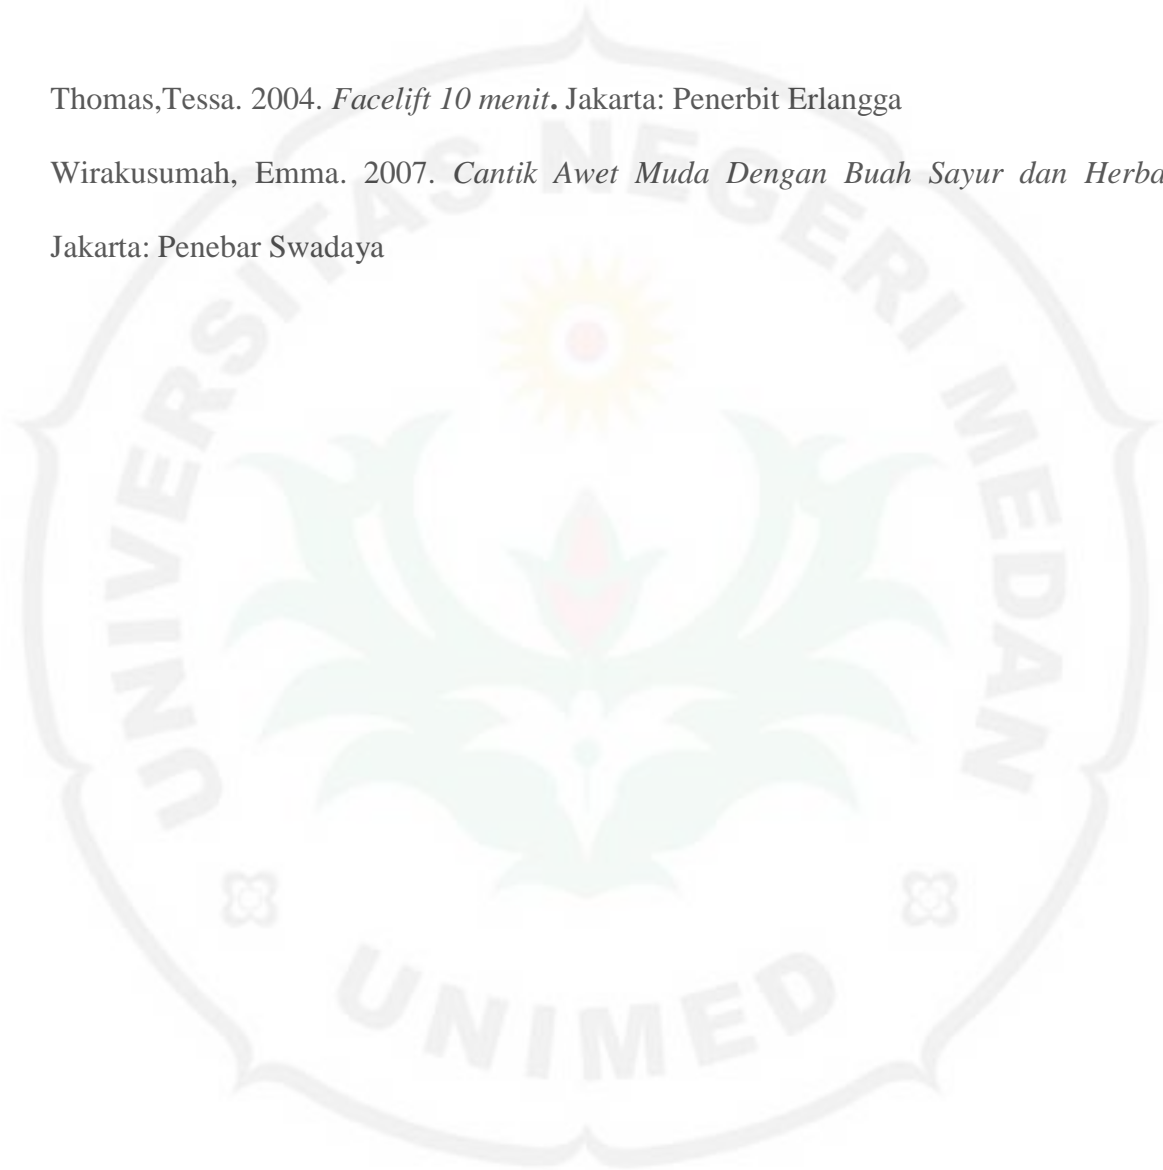 Thomas,Tessa. 2004. Facelift 10 menit. Jakarta: Penerbit Erlangga
Wirakusumah, Emma. 2007. Cantik Awet Muda Dengan Buah Sayur dan Herba
Jakarta: Penebar Swadaya
UNIVERSITAS NEGERI MEDAN
UNIMED